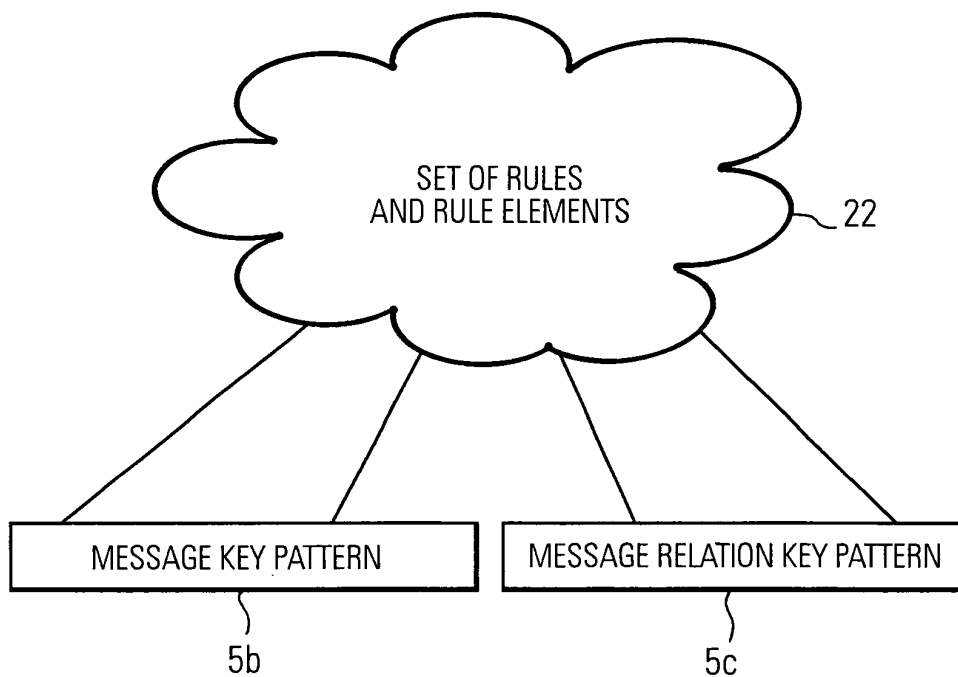 SET OF RULES
AND RULE ELEMENTS
22
MESSAGE KEY PATTERN
MESSAGE RELATION KEY PATTERN
5b
5c